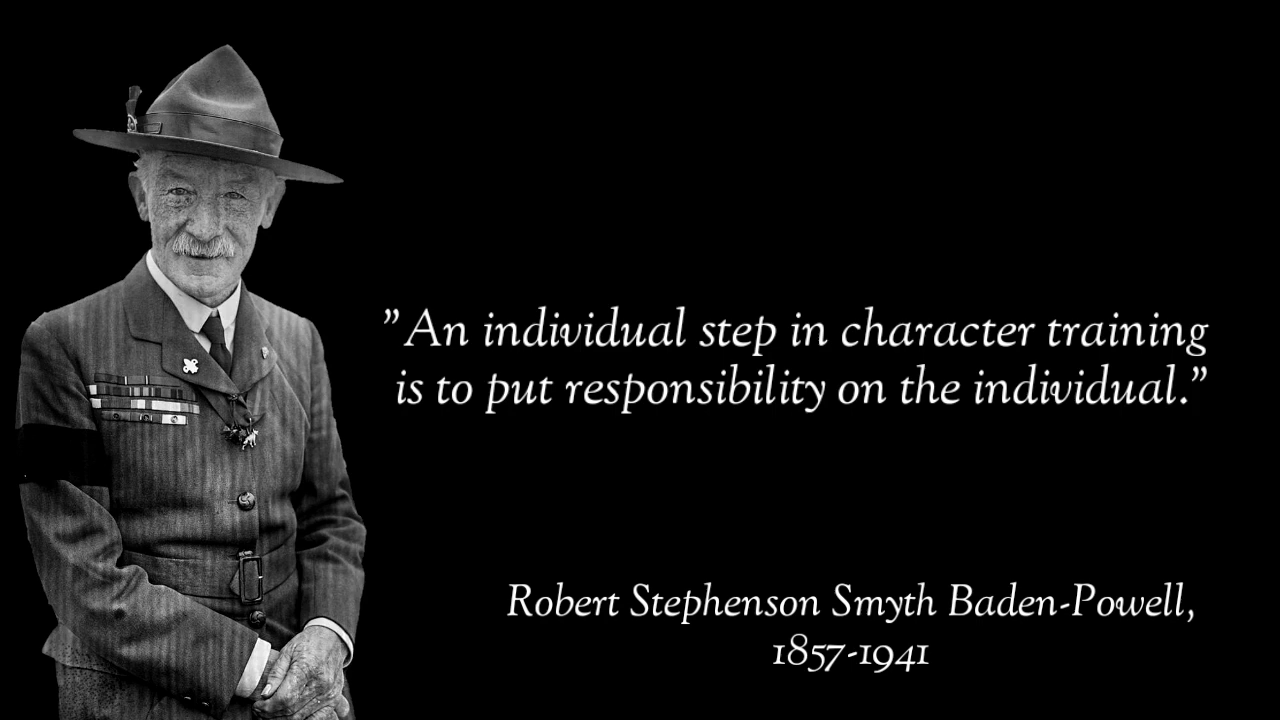 ”An individual step in character training
is to put responsibility on the individual.”
Robert Stephenson Smyth Baden-Powell,
1857-1941